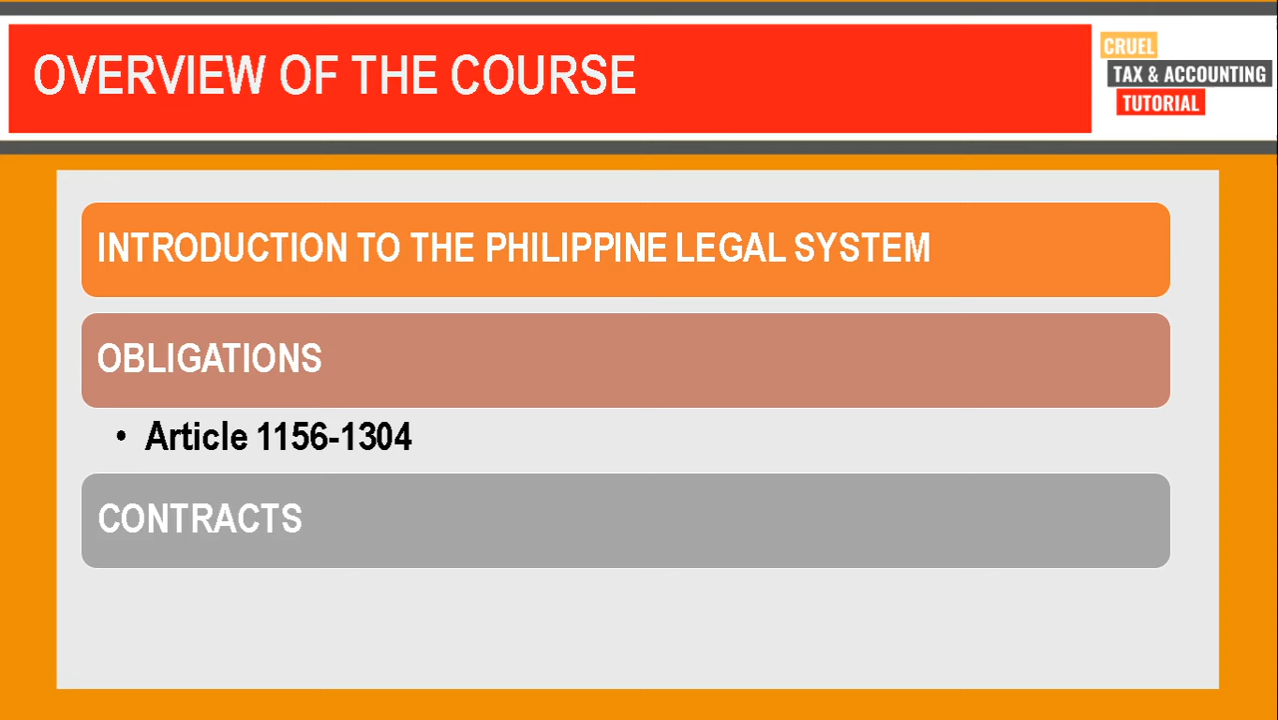 OVERVIEW OF THE COURSE
CRUEL
TAX & ACCOUNTING
TUTORIAL
INTRODUCTION TO THE PHILIPPINE LEGAL SYSTEM
OBLIGATIONS
• Article 1156-1304
CONTRACTS